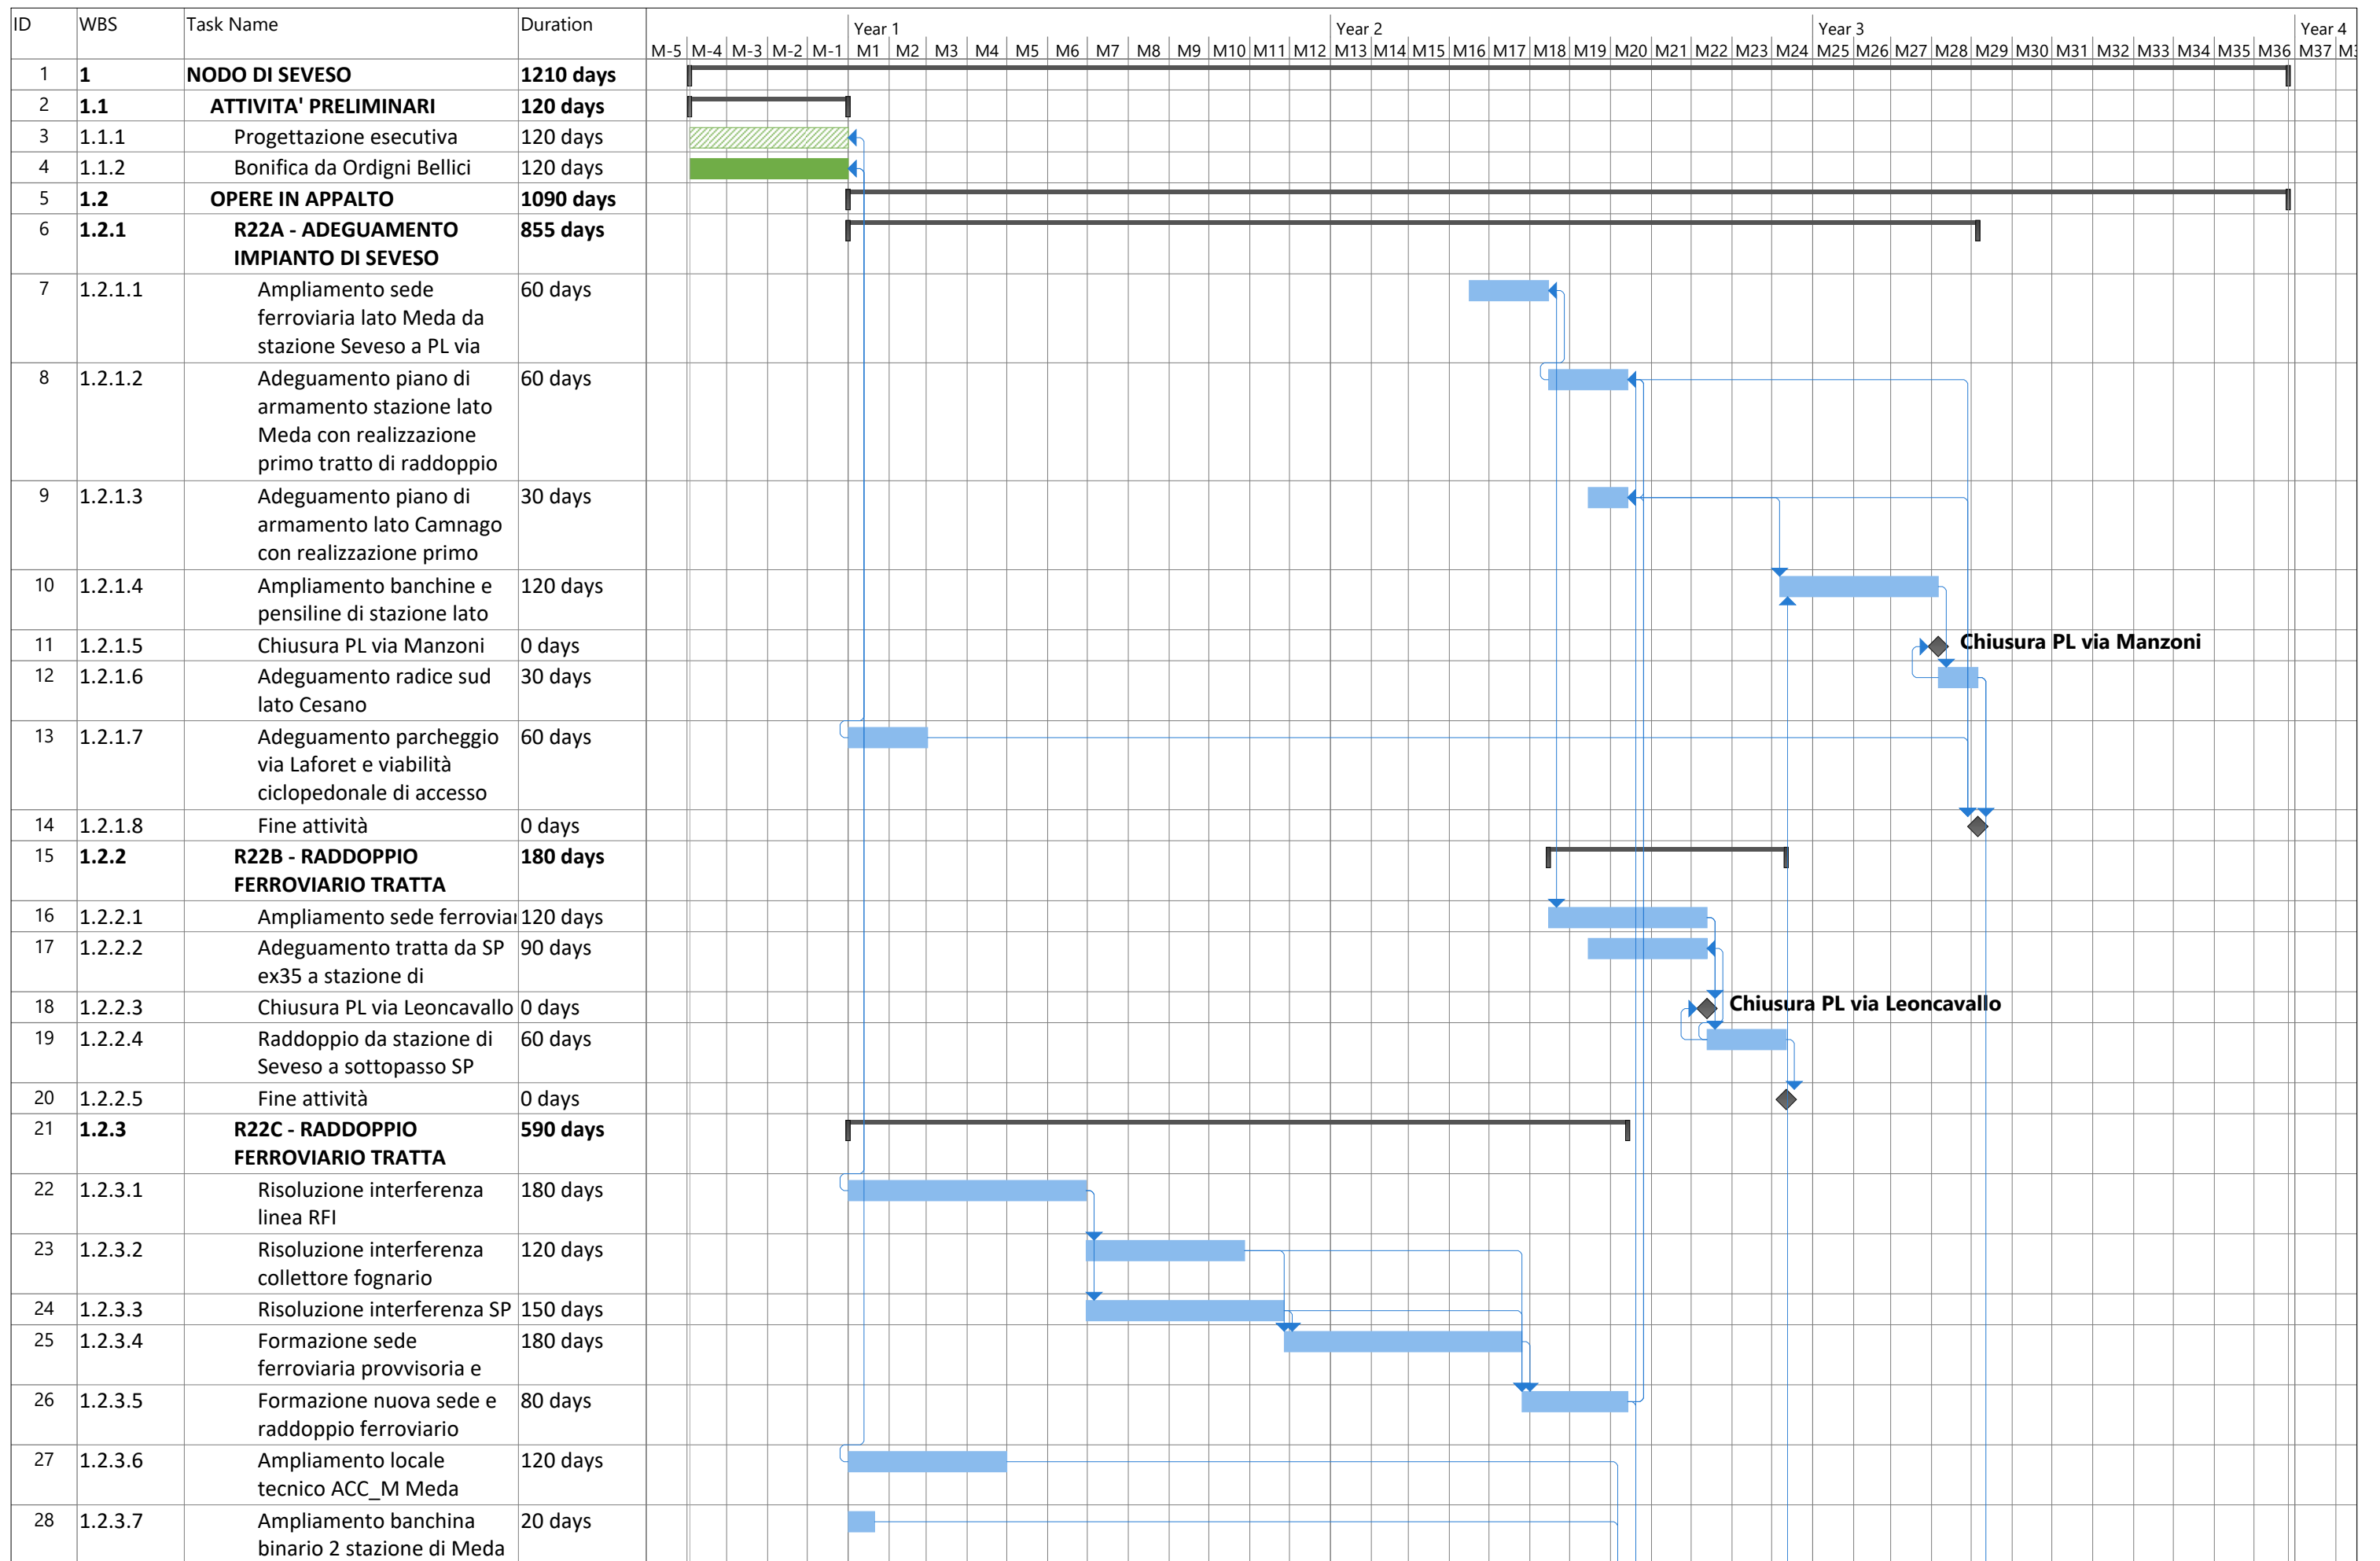 ID WBS Task Name Duration
Year 1 Year 2 Year 3 Year 4
M-5 M-4 M-3 M-2 M-1 M1 M2 M3 M4 M5 M6 M7 M8 M9 M10 M11 M12 M13 M14 M15 M16 M17 M18 M19 M20 M21 M22 M23 M24 M25 M26 M27 M28 M29 M30 M31 M32 M33 M34 M35 M36 M37
1 1 NODO DI SEVESO 1210 days
2 1.1 ATTIVITA' PRELIMINARI 120 days
3 1.1.1 Progettazione esecutiva 120 days
4 1.1.2 Bonifica da Ordigni Bellici 120 days
5 1.2 OPERE IN APPALTO 1090 days
6 1.2.1 R22A - ADEGUAMENTO 855 days
IMPIANTO DI SEVESO
7 1.2.1.1 Ampliamento sede 60 days
ferroviaria lato Meda da
stazione Seveso a PL via
8 1.2.1.2 Adeguamento piano di 60 days
armamento stazione lato
Meda con realizzazione
primo tratto di raddoppio
9 1.2.1.3 Adeguamento piano di 30 days
armamento lato Camnago
con realizzazione primo
10 1.2.1.4 Ampliamento banchine e 120 days
pensiline di stazione lato
11 1.2.1.5 Chiusura PL via Manzoni 0 days Chiusura PL via Manzoni
12 1.2.1.6 Adeguamento radice sud 30 days
lato Cesano
13 1.2.1.7 Adeguamento parcheggio 60 days
via Laforet e viabilità
ciclopedonale di accesso
14 1.2.1.8 Fine attività 0 days
15 1.2.2 R22B - RADDOPPIO 180 days
FERROVIARIO TRATTA
16 1.2.2.1 Ampliamento sede ferroviar 120 days
17 1.2.2.2 Adeguamento tratta da SP 90 days
ex35 a stazione di
18 1.2.2.3 Chiusura PL via Leoncavallo 0 days Chiusura PL via Leoncavallo
19 1.2.2.4 Raddoppio da stazione di 60 days
Seveso a sottopasso SP
20 1.2.2.5 Fine attività 0 days
21 1.2.3 R22C - RADDOPPIO 590 days
FERROVIARIO TRATTA
22 1.2.3.1 Risoluzione interferenza 180 days
linea RFI
23 1.2.3.2 Risoluzione interferenza 120 days
collettore fognario
24 1.2.3.3 Risoluzione interferenza SP 150 days
25 1.2.3.4 Formazione sede 180 days
ferroviaria provvisoria e
26 1.2.3.5 Formazione nuova sede e 80 days
raddoppio ferroviario
27 1.2.3.6 Ampliamento locale 120 days
tecnico ACC_M Meda
28 1.2.3.7 Ampliamento banchina 20 days
binario 2 stazione di Meda